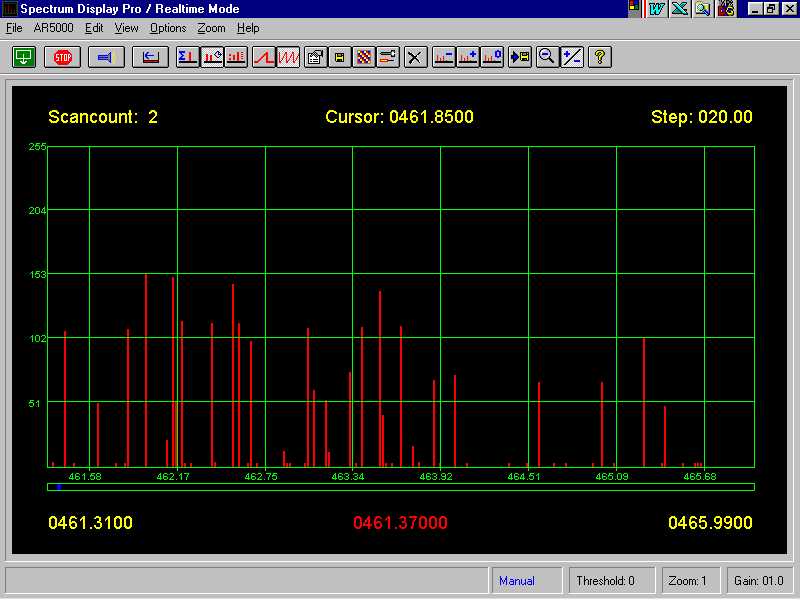 Spectrum Display Pro / Realtime Mode
File AR5000 Edit View Options Zoom Help
STOP
Scancount: 2 Cursor: 0461.8500 Step: 020.00
255
204
153
102
51
461.58 462.17 462.75 463.34 463.92 464.51 465.09 465.68
0461.3100 0461.37000 0465.9900
Manual Threshold: 0 Zoom: 1 Gain: 01.0